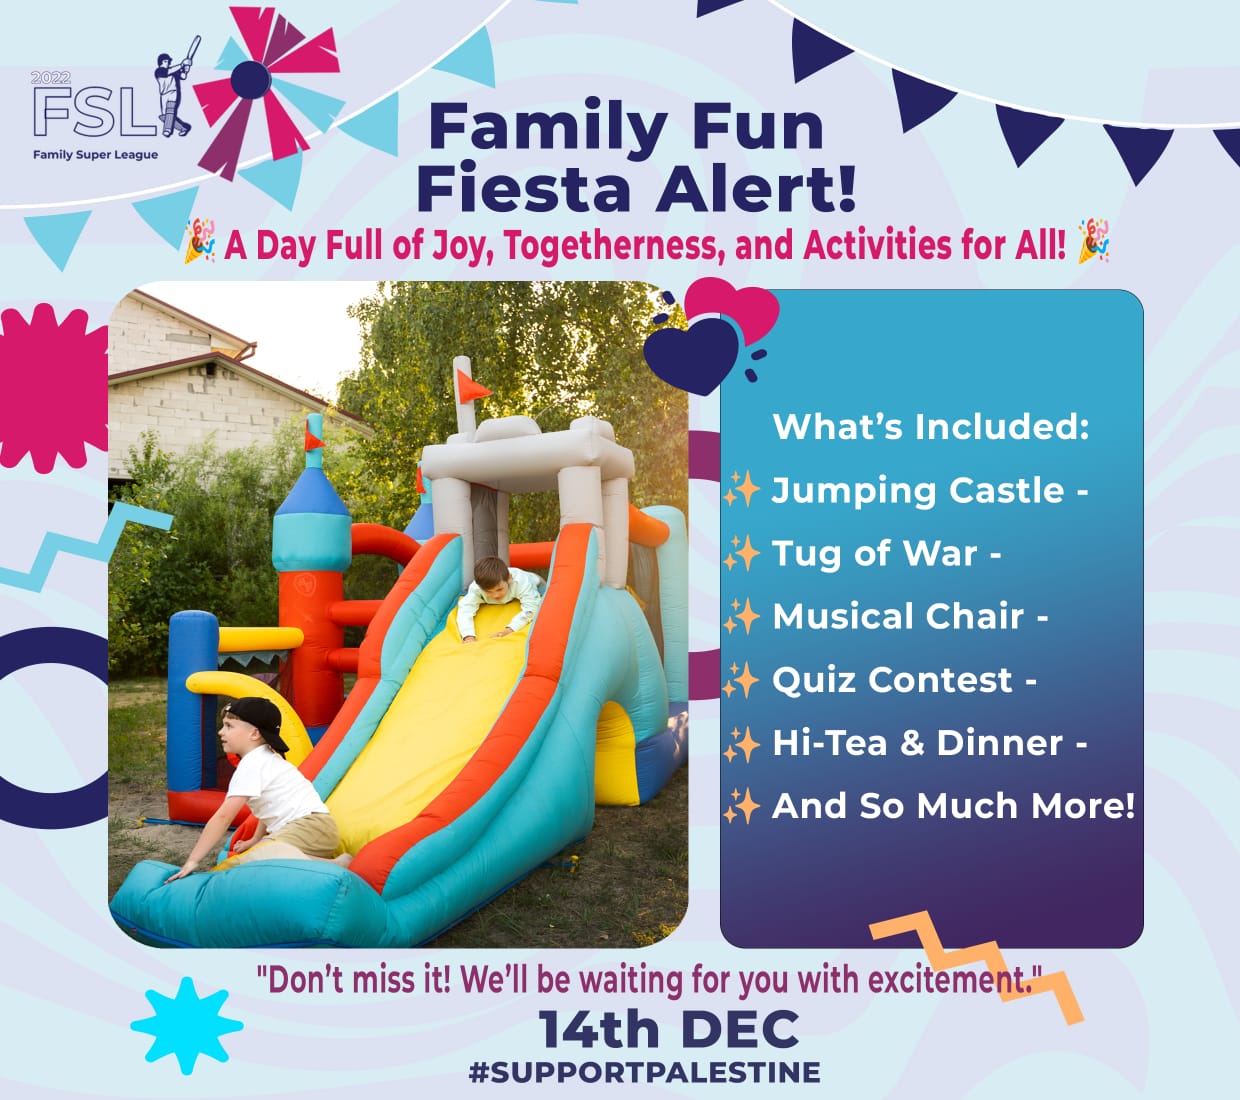 2022
FSL
Family Super League
Family Fun
Fiesta Alert!
🎉 A Day Full of Joy, Togetherness, and Activities for All! 🎉
What’s Included:
✨ Jumping Castle -
✨ Tug of War -
✨ Musical Chair -
✨ Quiz Contest -
✨ Hi-Tea & Dinner -
✨ And So Much More!
"Don’t miss it! We’ll be waiting for you with excitement."
14th DEC
#SUPPORTPALESTINE